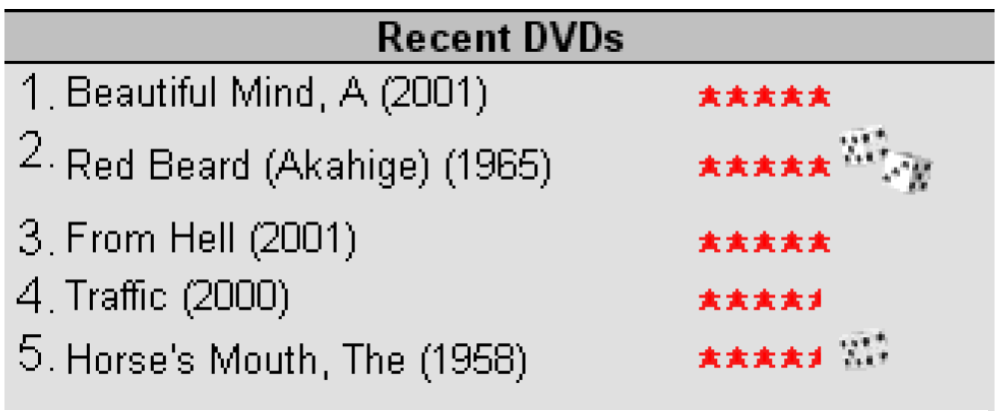 Recent DVDs
1. Beautiful Mind, A (2001)
2. Red Beard (Akahige) (1965)
3. From Hell (2001)
4. Traffic (2000)
5. Horse's Mouth, The (1958)